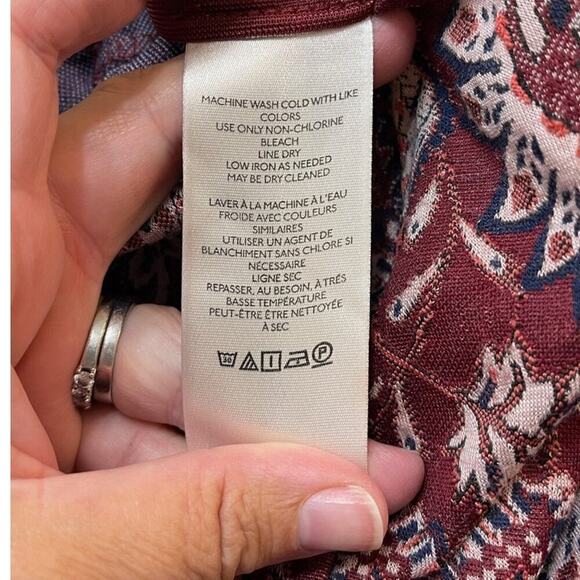 MACHINE WASH COLD WITH LIKE
COLORS
USE ONLY NON-CHLORINE
BLEACH
LINE DRY
LOW IRON AS NEEDED
MAY BE DRY CLEANED
LAVER À LA MACHINE À L'EAU
FROIDE AVEC COULEURS
SIMILAIRES
UTILISER UN AGENT DE
BLANCHIMENT SANS CHLORE SI
NÉCESSAIRE
LIGNE SEC
REPASSER, AU BESOIN, À TRÉS
BASSE TEMPÉRATURE
PEUT-ÊTRE ÊTRE NETTOYÉE
À SEC
30 P